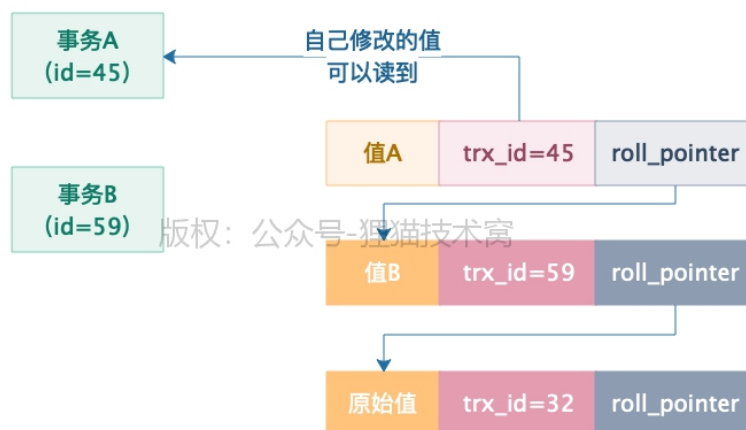 事务A
(id=45)
自己修改的值
可以读到
值A trx_id=45 roll_pointer
事务B
(id=59)
版权：公众号-狸猫技术窝
值B trx_id=59 roll_pointer
原始值 trx_id=32 roll_pointer